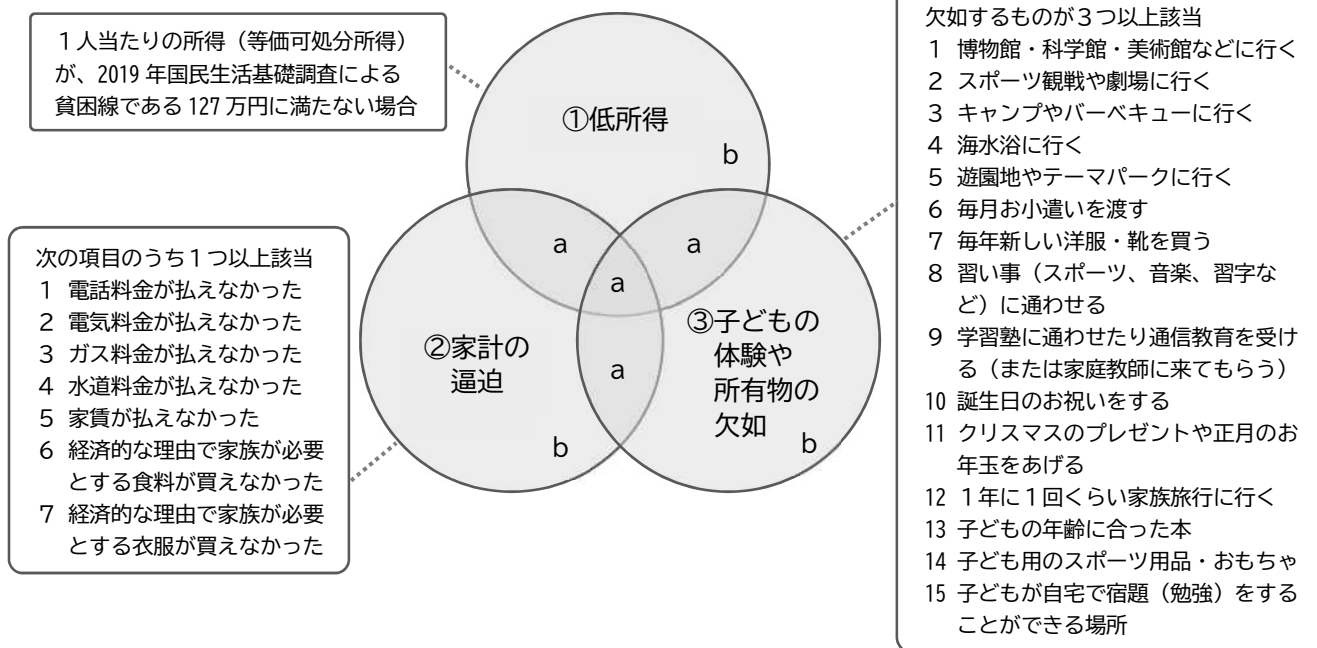 １人当たりの所得（等価可処分所得）
が、2019 年国民生活基礎調査による
貧困線である 127 万円に満たない場合
①低所得
b
a
a
a
②家計の
逼迫
a
b
③子どもの
体験や
所有物の
欠如
b
次の項目のうち１つ以上該当
１ 電話料金が払えなかった
２ 電気料金が払えなかった
３ ガス料金が払えなかった
４ 水道料金が払えなかった
５ 家賃が払えなかった
６ 経済的な理由で家族が必要
とする食料が買えなかった
７ 経済的な理由で家族が必要
とする衣服が買えなかった
欠如するものが３つ以上該当
１ 博物館・科学館・美術館などに行く
２ スポーツ観戦や劇場に行く
３ キャンプやバーベキューに行く
４ 海水浴に行く
５ 遊園地やテーマパークに行く
６ 毎月お小遣いを渡す
７ 毎年新しい洋服・靴を買う
８ 習い事（スポーツ、音楽、習字な
ど）に通わせる
９ 学習塾に通わせたり通信教育を受け
る（または家庭教師に来てもらう）
10 誕生日のお祝いをする
11 クリスマスのプレゼントや正月のお
年玉をあげる
12 １年に１回くらい家族旅行に行く
13 子どもの年齢に合った本
14 子ども用のスポーツ用品・おもちゃ
15 子どもが自宅で宿題（勉強）をする
ことができる場所